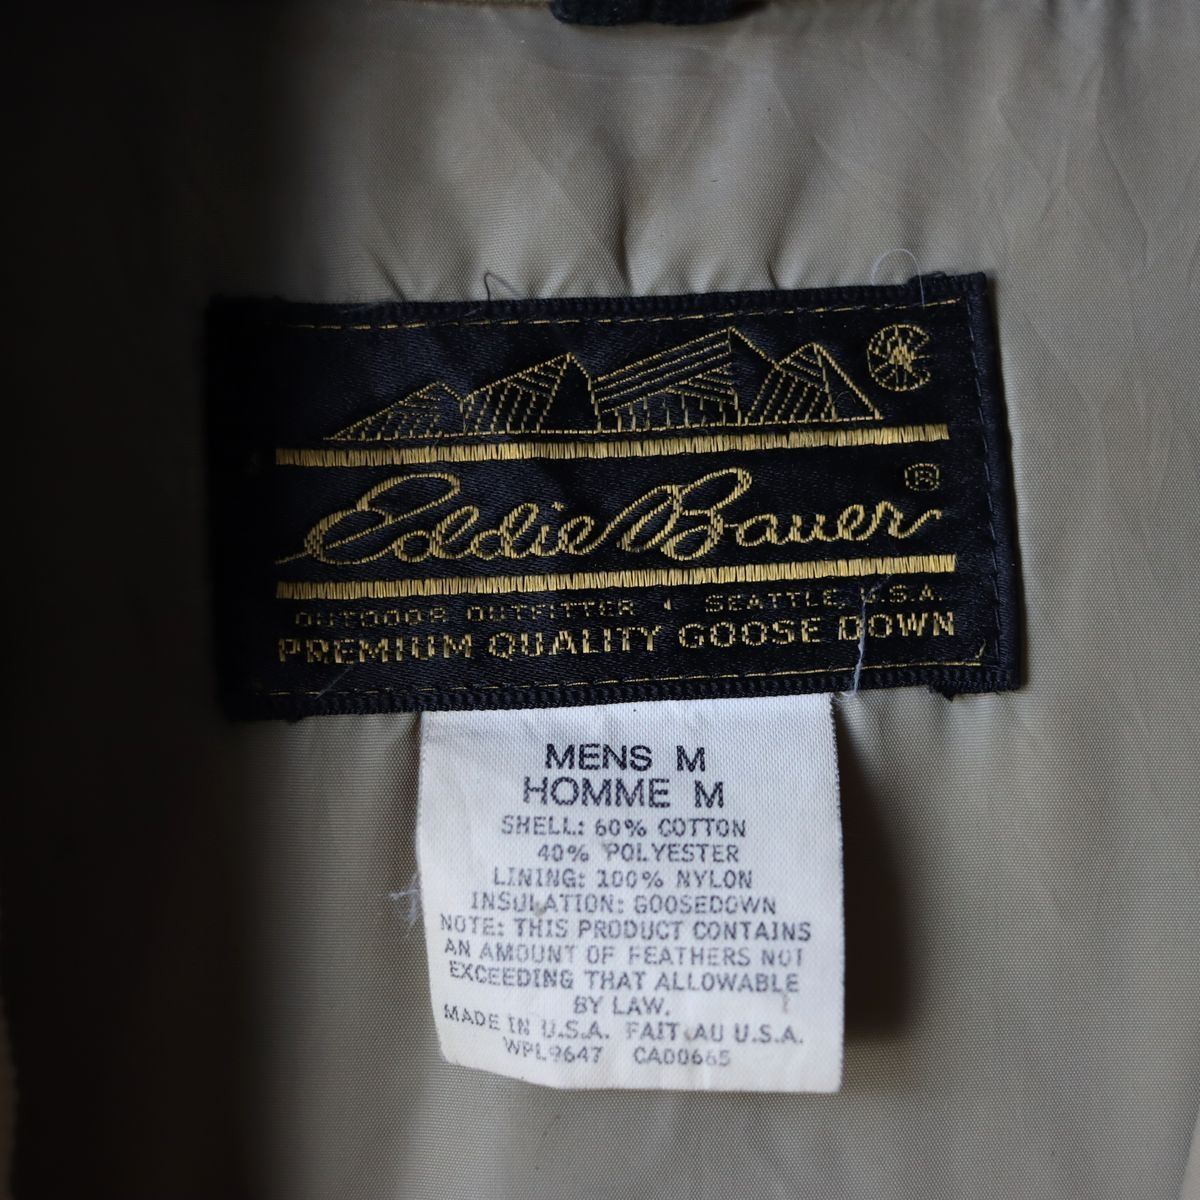 Eddie Bauer ®
OUTDOOR OUTFITTER • SEATTLE, U.S.A.
PREMIUM QUALITY GOOSE DOWN
MENS M
HOMME M
SHELL: 60% COTTON
40% POLYESTER
LINING: 100% NYLON
INSULATION: GOOSEDOWN
NOTE: THIS PRODUCT CONTAINS
AN AMOUNT OF FEATHERS NOT
EXCEEDING THAT ALLOWABLE
BY LAW.
MADE IN U.S.A. FAIT AU U.S.A.
WPL9647 CA00665